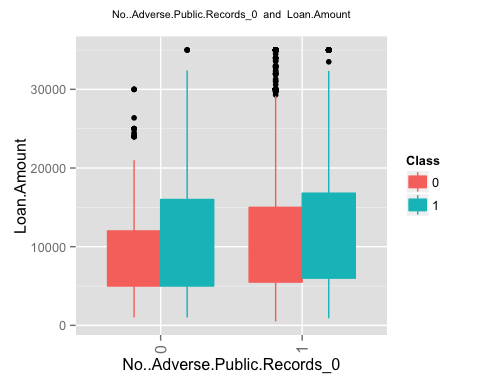 No..Adverse.Public.Records_0 and Loan.Amount
Loan.Amount
30000
20000
10000
0
0
1
No..Adverse.Public.Records_0
Class
0
1